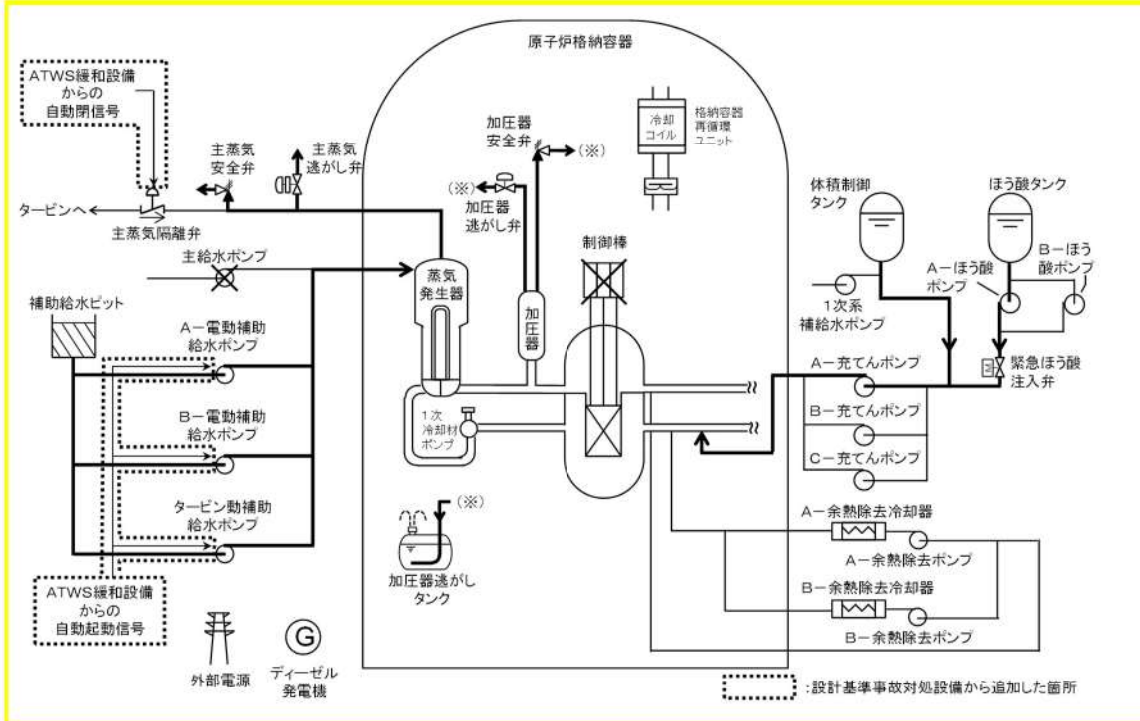 原子炉格納容器
ATWS緩和設備
からの
自動閉信号
主蒸気
安全弁
主蒸気
逃がし弁
タービンへ
主蒸気隔離弁
加圧器
安全弁
(※)
(※)
加圧器
逃がし弁
冷却
コイル
格納容器
再循環
ユニット
制御棒
主給水ポンプ
蒸気
発生器
加圧器
補助給水ピット
A-電動補助
給水ポンプ
B-電動補助
給水ポンプ
タービン動補助
給水ポンプ
1次
冷却材
ポンプ
(※)
加圧器逃がし
タンク
ATWS緩和設備
からの
自動起動信号
外部電源
G
ディーゼル
発電機
体積制御
タンク
ほう酸タンク
A-ほう酸
ポンプ
B-ほう
酸ポンプ
1次系
補給水ポンプ
緊急ほう酸
注入弁
M
A-充てんポンプ
B-充てんポンプ
C-充てんポンプ
A-余熱除去冷却器
A-余熱除去ポンプ
B-余熱除去冷却器
B-余熱除去ポンプ
:設計基準事故対処設備から追加した箇所